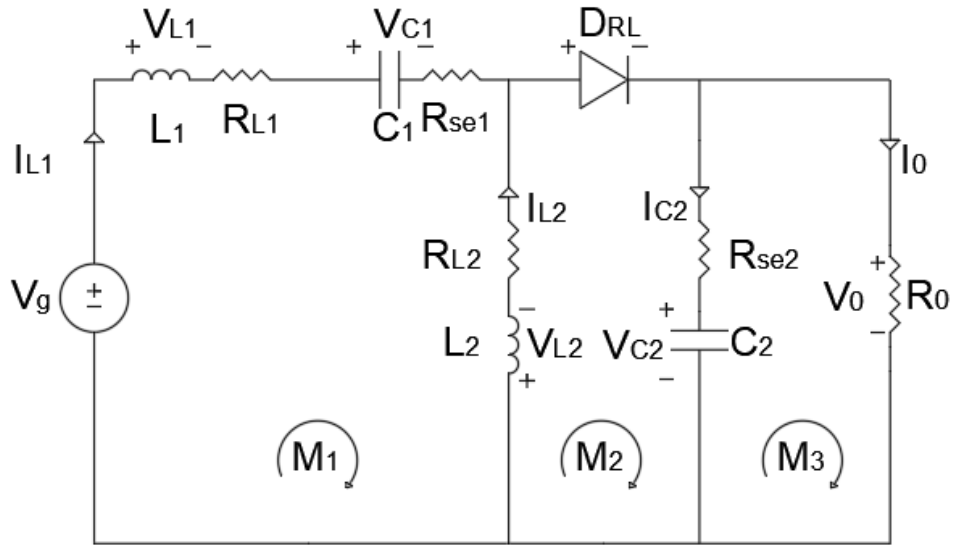 VL1 VC1 DRL
+ − + − + −
L1 RL1 C1 Rse1
IL1 IL2 IC2 I0
Vg + −
RL2 Rse2
L2 − VL2 +
+ VC2 − C2
+ V0 − R0
M1 M2 M3